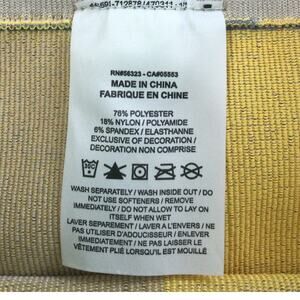 RN#56323 - CA#05553
MADE IN CHINA
FABRIQUE EN CHINE
76% POLYESTER
18% NYLON / POLYAMIDE
6% SPANDEX / ELASTHANNE
EXCLUSIVE OF DECORATION /
DECORATION NON COMPRISE
WASH SEPARATELY / WASH INSIDE OUT / DO
NOT USE SOFTENERS / REMOVE
IMMEDIATELY / DO NOT ALLOW TO LAY ON
ITSELF WHEN WET
LAVER SEPAREMENT / LAVER A L'ENVERS / NE
PAS UTILISER D'ADOUCISSEUR / ENLEVER
IMMEDIATEMENT / NE PAS LAISSER LE
VÊTEMENT PLIÉ LORSQU'IL EST MOUILLÉ